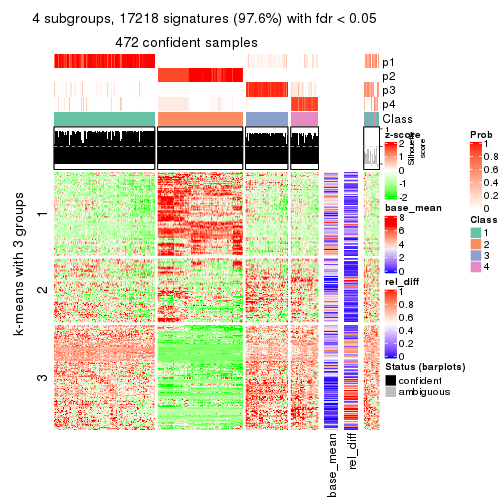 4 subgroups, 17218 signatures (97.6%) with fdr < 0.05
472 confident samples
p1
p2
p3
p4
Class
1
Silhouette
score
k-means with 3 groups
1
2
3
base_mean
rel_diff
z-score
2
1
0
-1
-2
base_mean
8
6
4
2
0
rel_diff
1
0.8
0.6
0.4
0.2
0
Status (barplots)
confident
ambiguous
Prob
1
0.8
0.6
0.4
0.2
0
Class
1
2
3
4